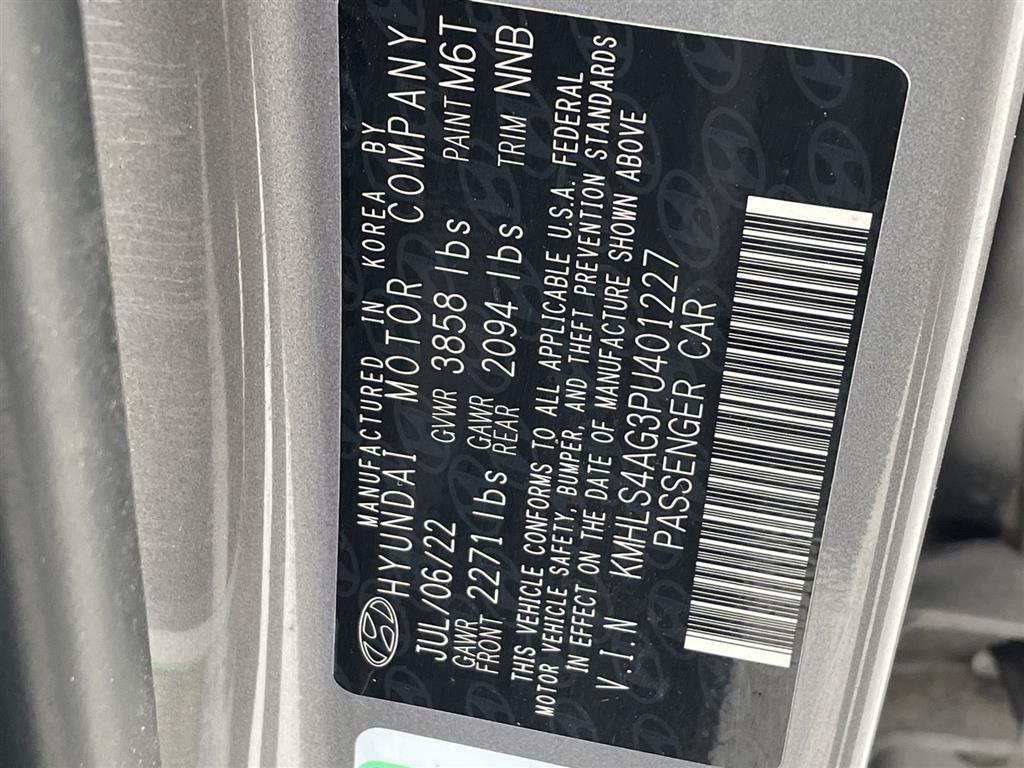 MANUFACTURED IN KOREA BY
HYUNDAI MOTOR COMPANY
JUL/06/22 GVWR 3858 lbs PAINT M6T
GAWR FRONT 2271 lbs GAWR REAR 2094 lbs TRIM NNB
THIS VEHICLE CONFORMS TO ALL APPLICABLE U.S.A. FEDERAL
MOTOR VEHICLE SAFETY, BUMPER, AND THEFT PREVENTION STANDARDS
IN EFFECT ON THE DATE OF MANUFACTURE SHOWN ABOVE
V.I.N KMHLS4AG3PU401227
PASSENGER CAR